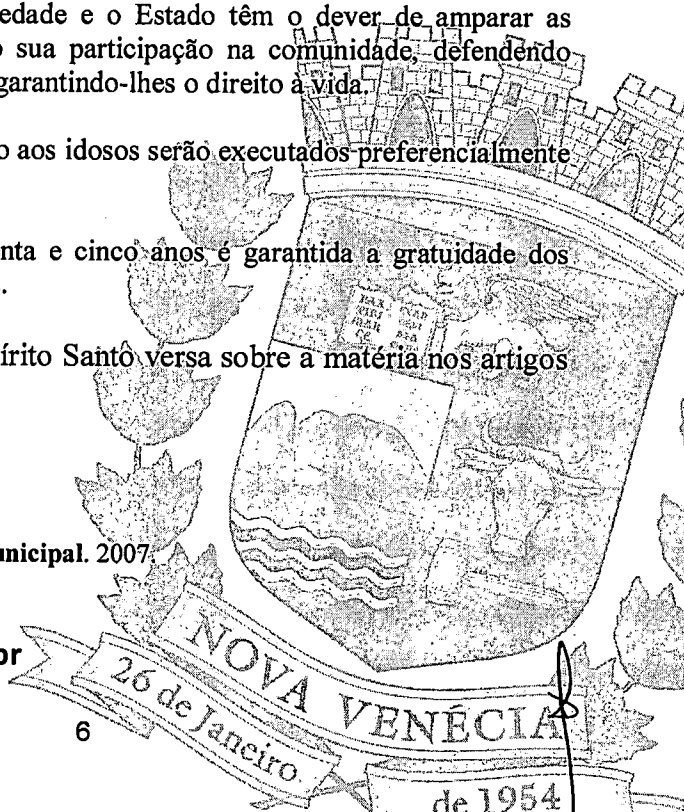 edade e o Estado têm o dever de amparar as
o sua participação na comunidade, defendendo
garantindo-lhes o direito à vida.
o aos idosos serão executados preferencialmente
nta e cinco anos é garantida a gratuidade dos
.
írito Santo versa sobre a matéria nos artigos
unicipal. 2007.
or
6
NOVA VENÉCIA
26 de Janeiro
de 1954